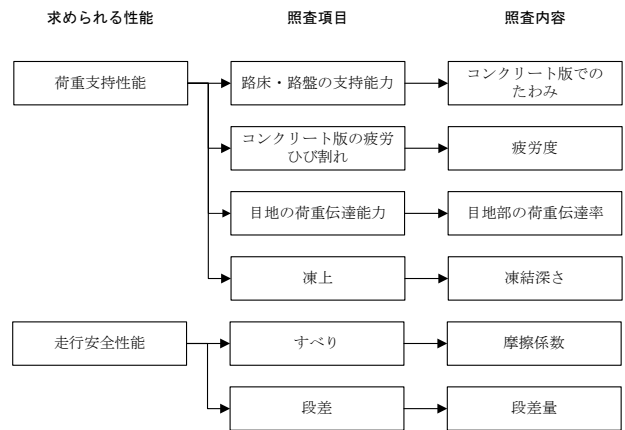 求められる性能
照査項目
照査内容
荷重支持性能
路床・路盤の支持能力
コンクリート版での
たわみ
コンクリート版の疲労
ひび割れ
疲労度
目地の荷重伝達能力
目地部の荷重伝達率
凍上
凍結深さ
走行安全性能
すべり
摩擦係数
段差
段差量